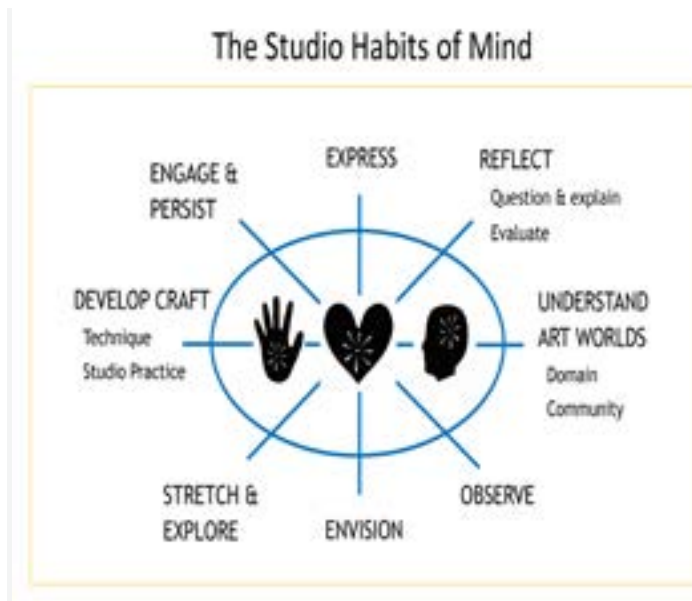 The Studio Habits of Mind
EXPRESS
REFLECT
Question & explain
Evaluate
ENGAGE &
PERSIST
DEVELOP CRAFT
Technique
Studio Practice
UNDERSTAND
ART WORLDS
Domain
Community
STRETCH &
EXPLORE
ENVISION
OBSERVE